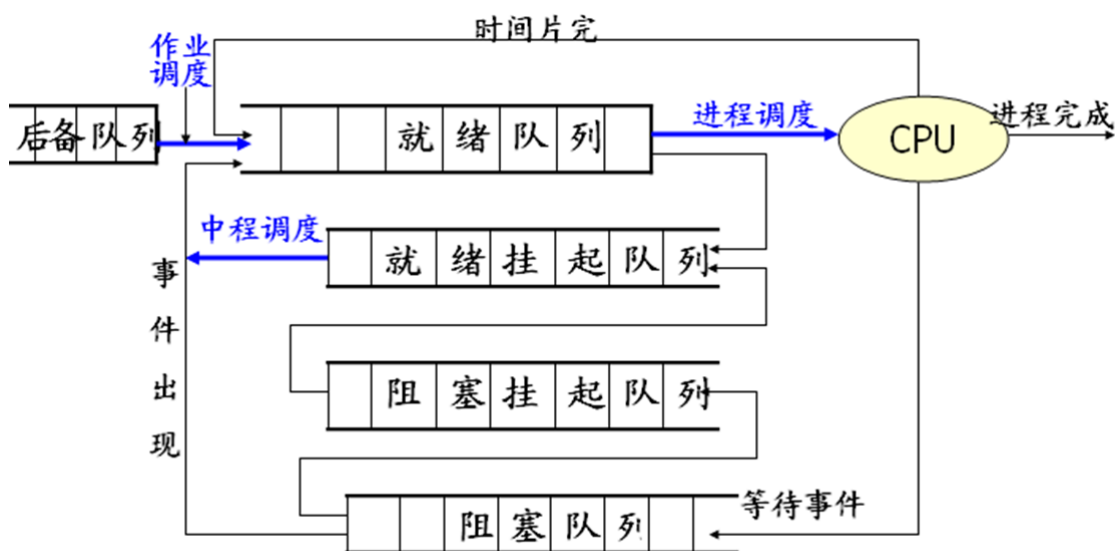 时间片完
作业
调度
后备队列
就绪队列
进程调度
CPU
进程完成
中程调度
就绪挂起队列
事件出现
阻塞挂起队列
阻塞队列
等待事件